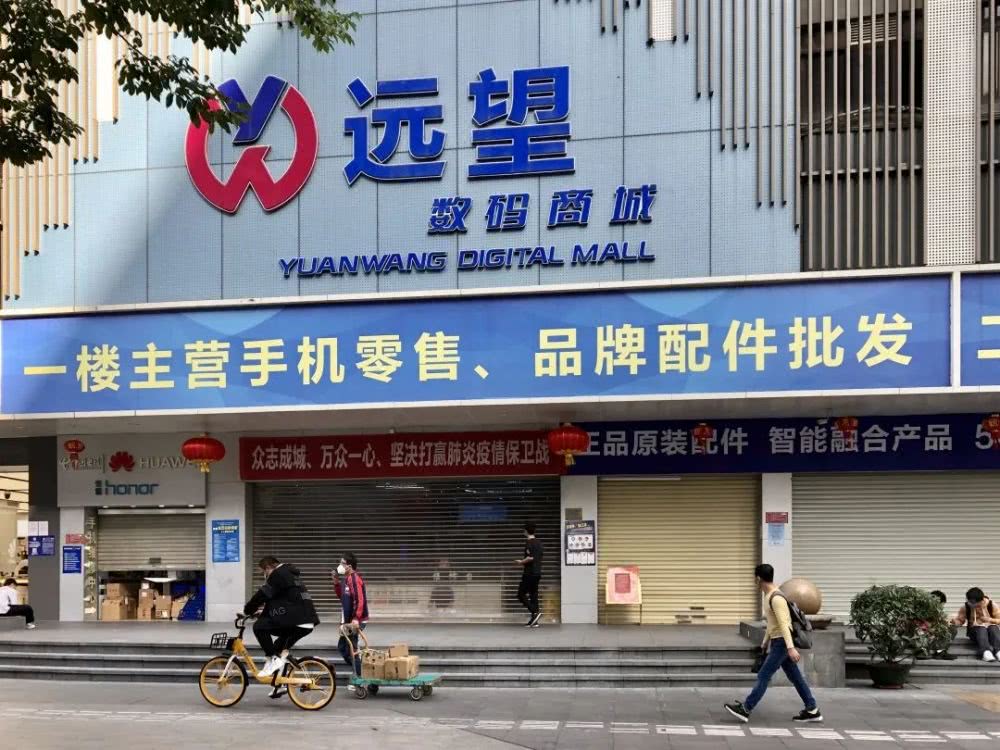 远望
数码商城
YUANWANG DIGITAL MALL
一楼主营手机零售、品牌配件批发
二
HUAWEI
honor
众志成城、万众一心、坚决打赢肺炎疫情保卫战
正品原装配件 智能融合产品 5